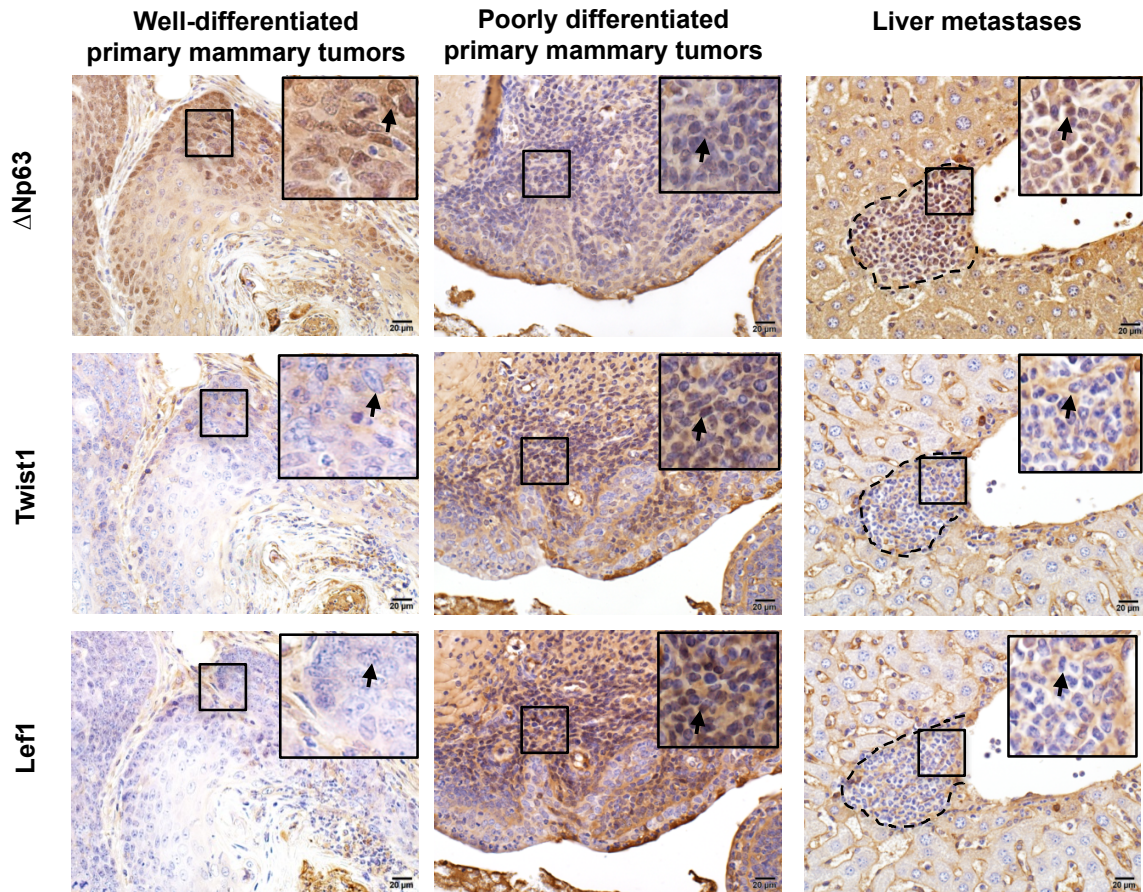 Well-differentiated
primary mammary tumors
Poorly differentiated
primary mammary tumors
Liver metastases
ΔNp63
20 µm
20 µm
20 µm
Twist1
20 µm
20 µm
20 µm
Lef1
20 µm
20 µm
20 µm